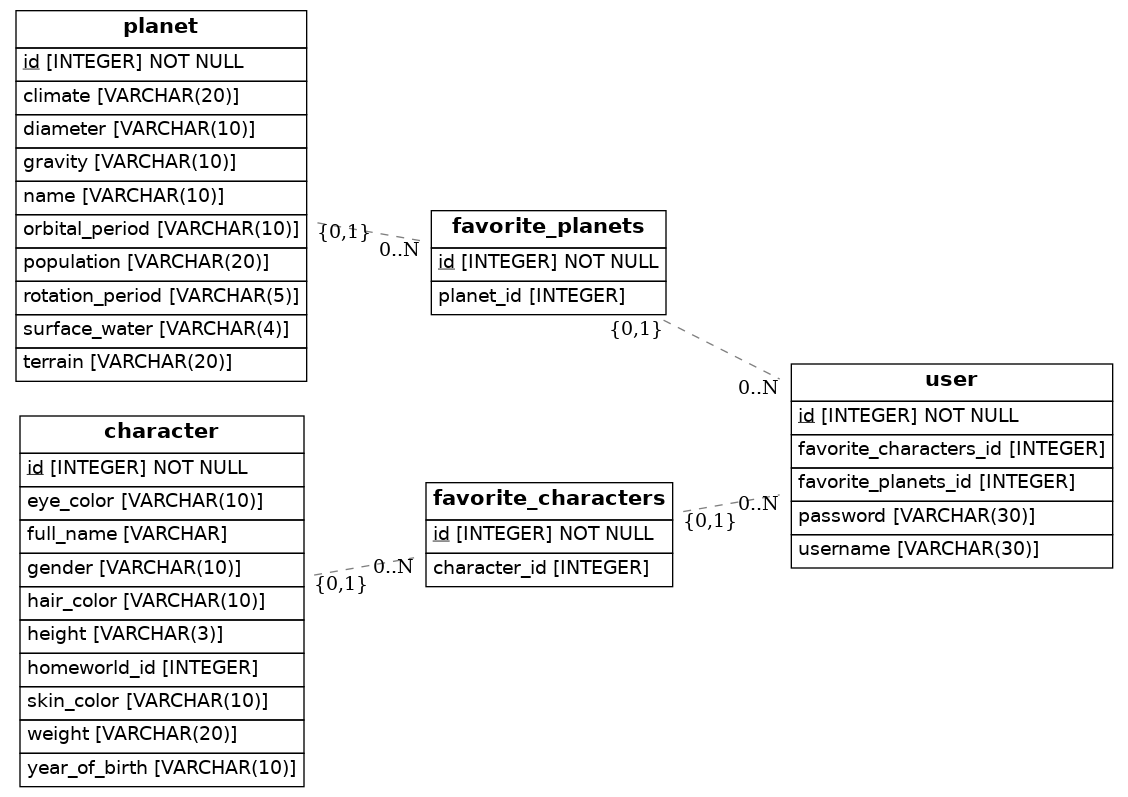 planet
id [INTEGER] NOT NULL
climate [VARCHAR(20)]
diameter [VARCHAR(10)]
gravity [VARCHAR(10)]
name [VARCHAR(10)]
orbital_period [VARCHAR(10)]
population [VARCHAR(20)]
rotation_period [VARCHAR(5)]
surface_water [VARCHAR(4)]
terrain [VARCHAR(20)]
{0,1}
0..N
favorite_planets
id [INTEGER] NOT NULL
planet_id [INTEGER]
{0,1}
0..N
character
id [INTEGER] NOT NULL
eye_color [VARCHAR(10)]
full_name [VARCHAR]
gender [VARCHAR(10)]
hair_color [VARCHAR(10)]
height [VARCHAR(3)]
homeworld_id [INTEGER]
skin_color [VARCHAR(10)]
weight [VARCHAR(20)]
year_of_birth [VARCHAR(10)]
{0,1}
0..N
favorite_characters
id [INTEGER] NOT NULL
character_id [INTEGER]
{0,1}
0..N
user
id [INTEGER] NOT NULL
favorite_characters_id [INTEGER]
favorite_planets_id [INTEGER]
password [VARCHAR(30)]
username [VARCHAR(30)]